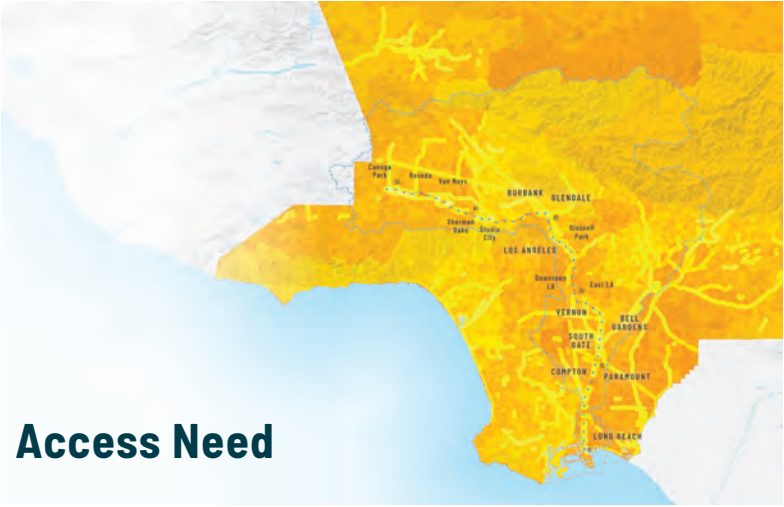 Canoga
Park
Reseda
Van Nuys
BURBANK
GLENDALE
Sherman
Oaks
Studio
City
Glassell
Park
LOS ANGELES
Downtown
LA
East LA
VERNON
BELL
GARDENS
SOUTH
GATE
COMPTON
PARAMOUNT
LONG BEACH
Access Need